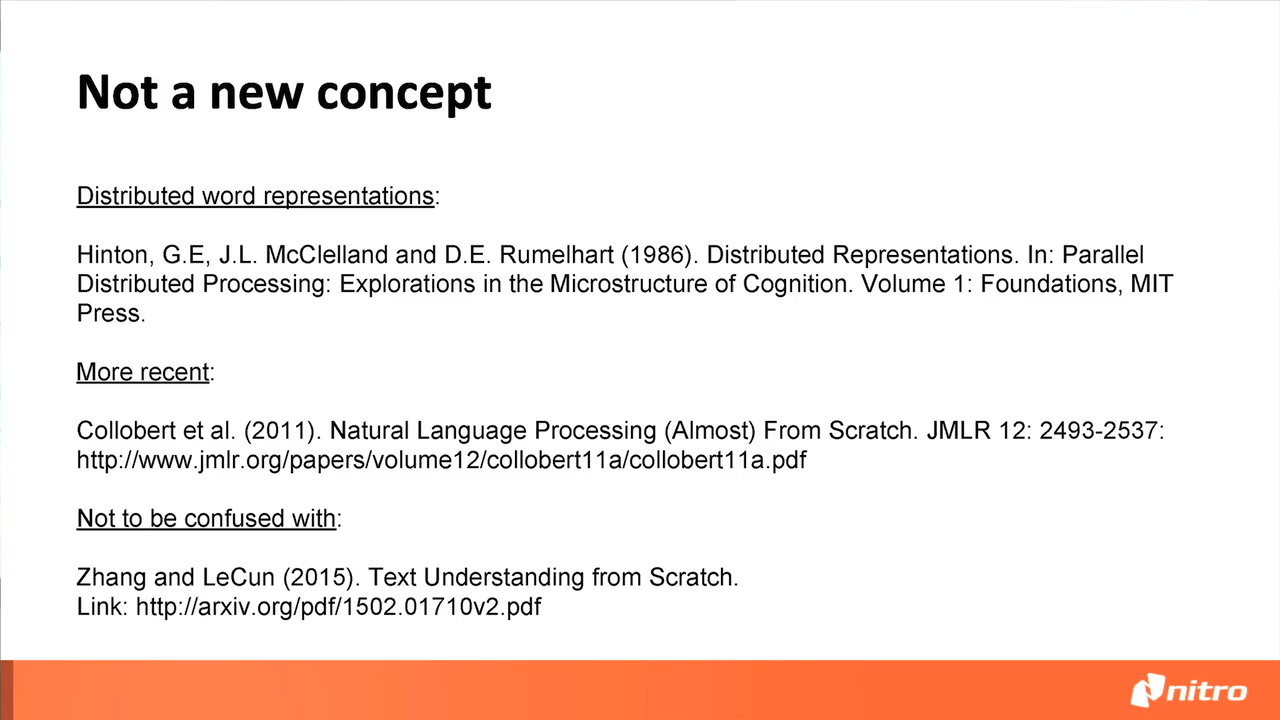 Not a new concept
Distributed word representations:
Hinton, G.E, J.L. McClelland and D.E. Rumelhart (1986). Distributed Representations. In: Parallel
Distributed Processing: Explorations in the Microstructure of Cognition. Volume 1: Foundations, MIT
Press.
More recent:
Collobert et al. (2011). Natural Language Processing (Almost) From Scratch. JMLR 12: 2493-2537:
http://www.jmlr.org/papers/volume12/collobert11a/collobert11a.pdf
Not to be confused with:
Zhang and LeCun (2015). Text Understanding from Scratch.
Link: http://arxiv.org/pdf/1502.01710v2.pdf
nitro